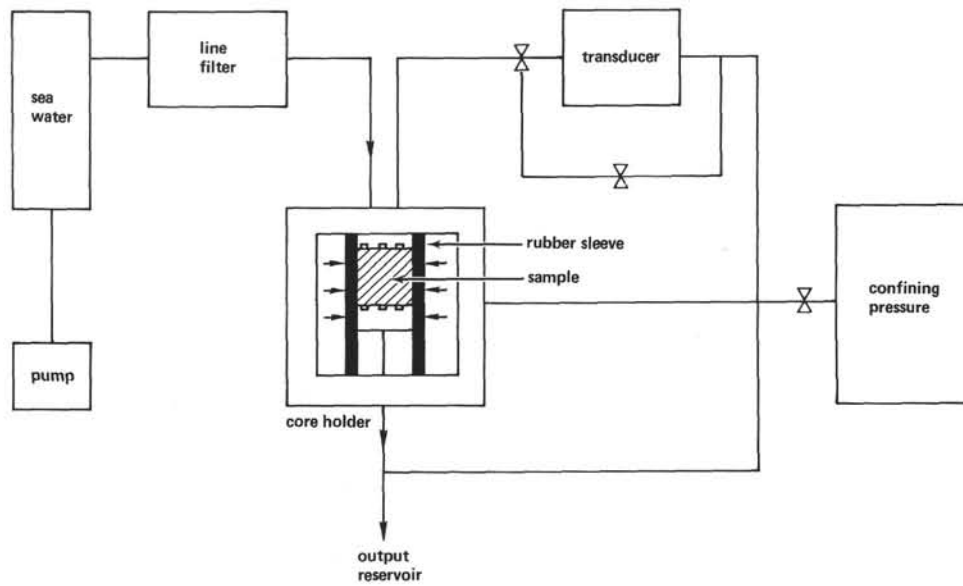 line
filter
transducer
sea
water
rubber sleeve
sample
confining
pressure
pump
core holder
output
reservoir